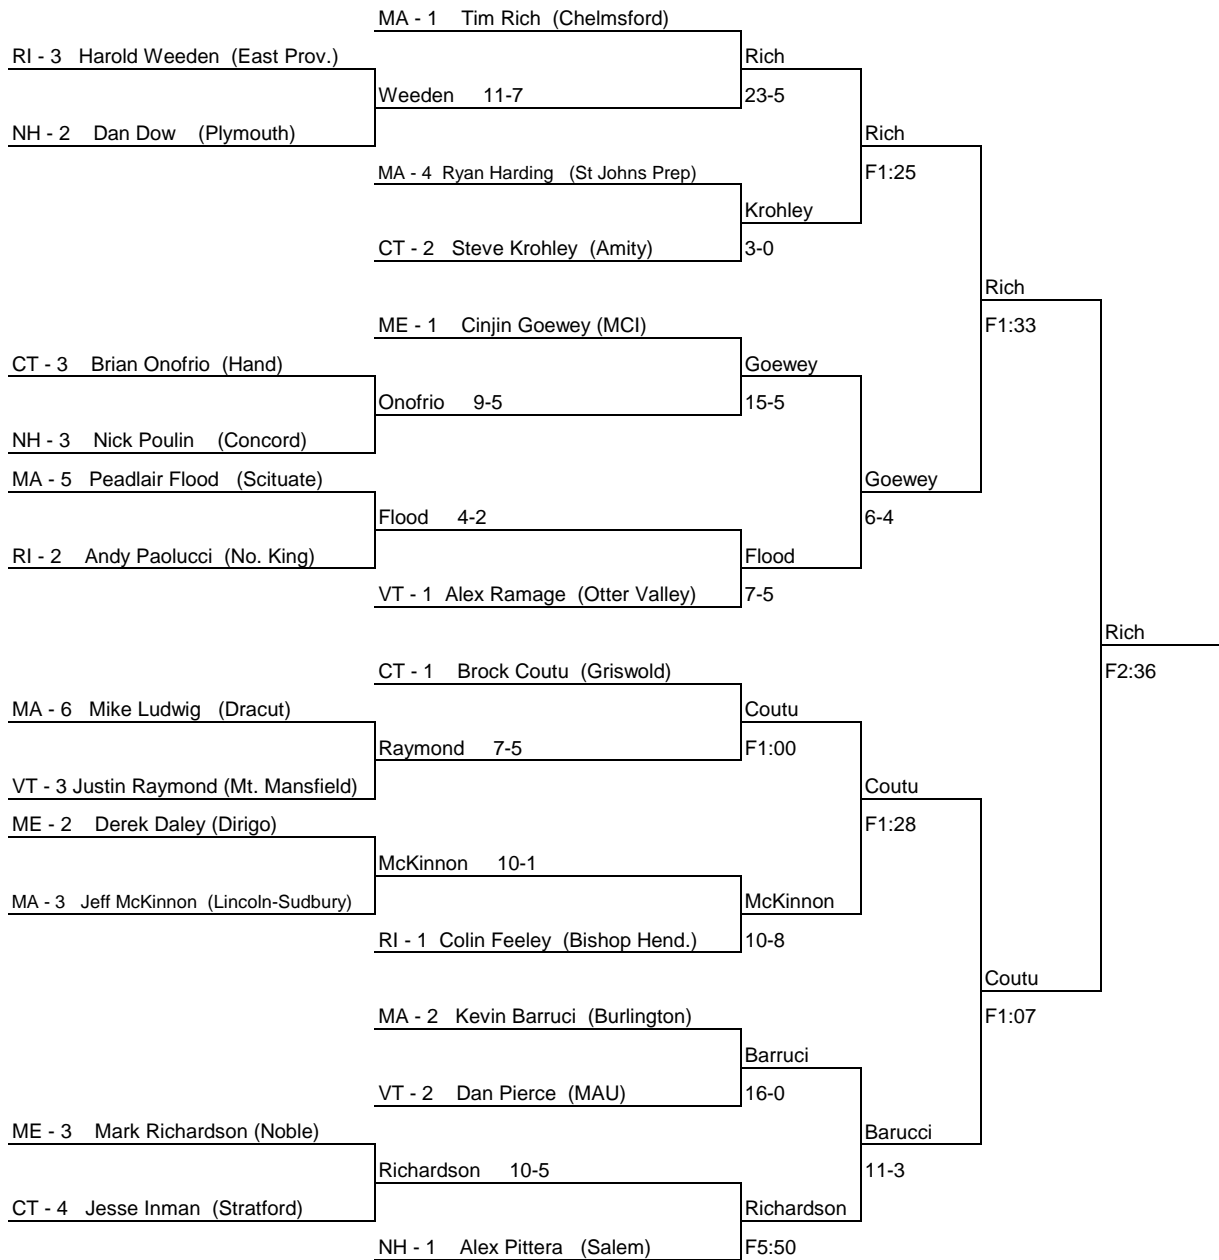 MA - 1 Tim Rich (Chelmsford)
RI - 3 Harold Weeden (East Prov.) Rich
Weeden 11-7 23-5
NH - 2 Dan Dow (Plymouth) Rich
MA - 4 Ryan Harding (St Johns Prep) F1:25
Krohley
CT - 2 Steve Krohley (Amity) 3-0
Rich
ME - 1 Cinjin Goewey (MCI) F1:33
CT - 3 Brian Onofrio (Hand) Goewey
Onofrio 9-5 15-5
NH - 3 Nick Poulin (Concord)
MA - 5 Peadlair Flood (Scituate) Goewey
Flood 4-2 6-4
RI - 2 Andy Paolucci (No. King) Flood
VT - 1 Alex Ramage (Otter Valley) 7-5
Rich
CT - 1 Brock Coutu (Griswold) F2:36
MA - 6 Mike Ludwig (Dracut) Coutu
Raymond 7-5 F1:00
VT - 3 Justin Raymond (Mt. Mansfield) Coutu
ME - 2 Derek Daley (Dirigo) F1:28
McKinnon 10-1
MA - 3 Jeff McKinnon (Lincoln-Sudbury) McKinnon
RI - 1 Colin Feeley (Bishop Hend.) 10-8
Coutu
MA - 2 Kevin Barruci (Burlington) F1:07
Barruci
VT - 2 Dan Pierce (MAU) 16-0
ME - 3 Mark Richardson (Noble) Barucci
Richardson 10-5 11-3
CT - 4 Jesse Inman (Stratford) Richardson
NH - 1 Alex Pittera (Salem) F5:50